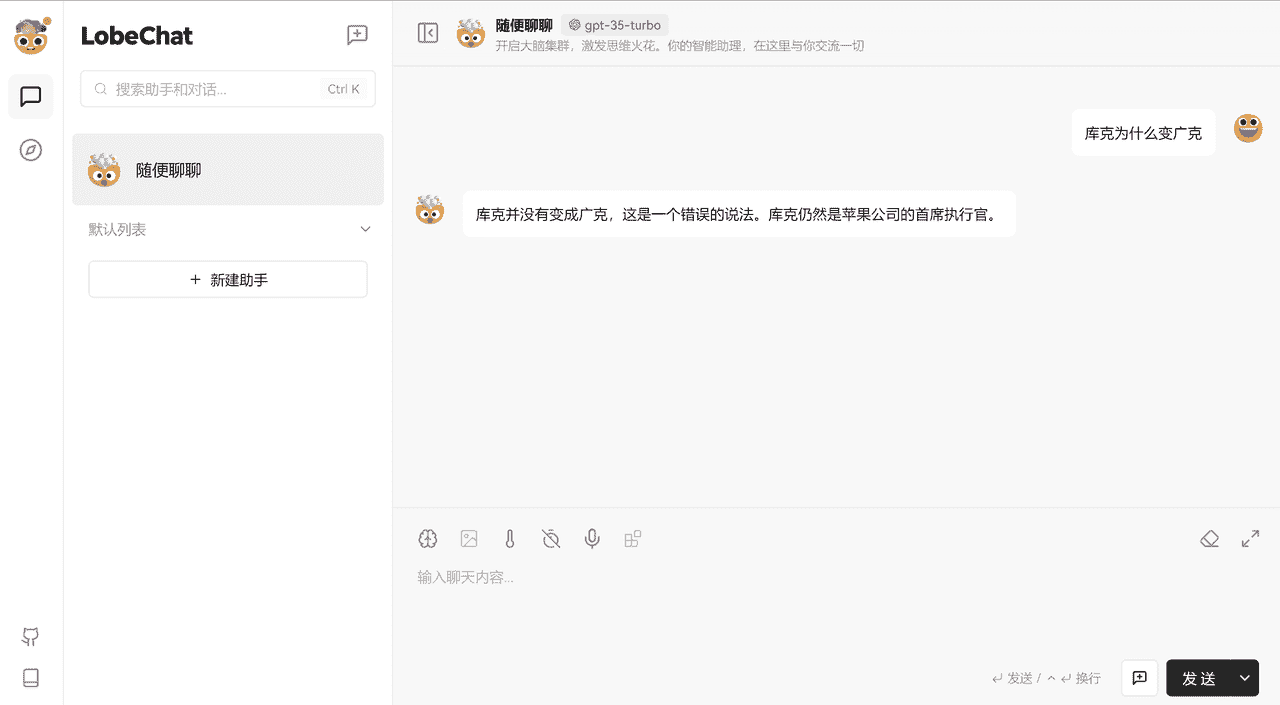 LobeChat
搜索助手和对话...
Ctrl K
随便聊聊
默认列表
+ 新建助手
随便聊聊
gpt-35-turbo
开启大脑集群，激发思维火花。你的智能助理，在这里与你交流一切
库克为什么变广克
库克并没有变成广克，这是一个错误的说法。库克仍然是苹果公司的首席执行官。
输入聊天内容...
↵ 发送 / ⌃ ↵ 换行
发送